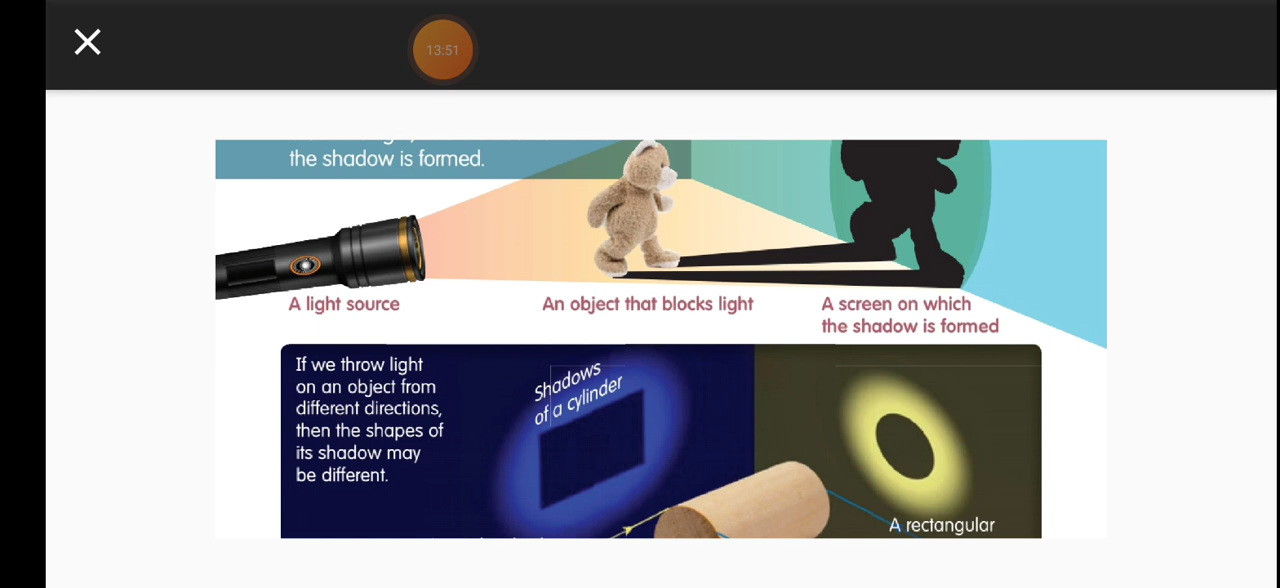 13:51
the shadow is formed.
A light source
An object that blocks light
A screen on which
the shadow is formed
If we throw light
on an object from
different directions,
then the shapes of
its shadow may
be different.
Shadows
of a cylinder
A rectangular